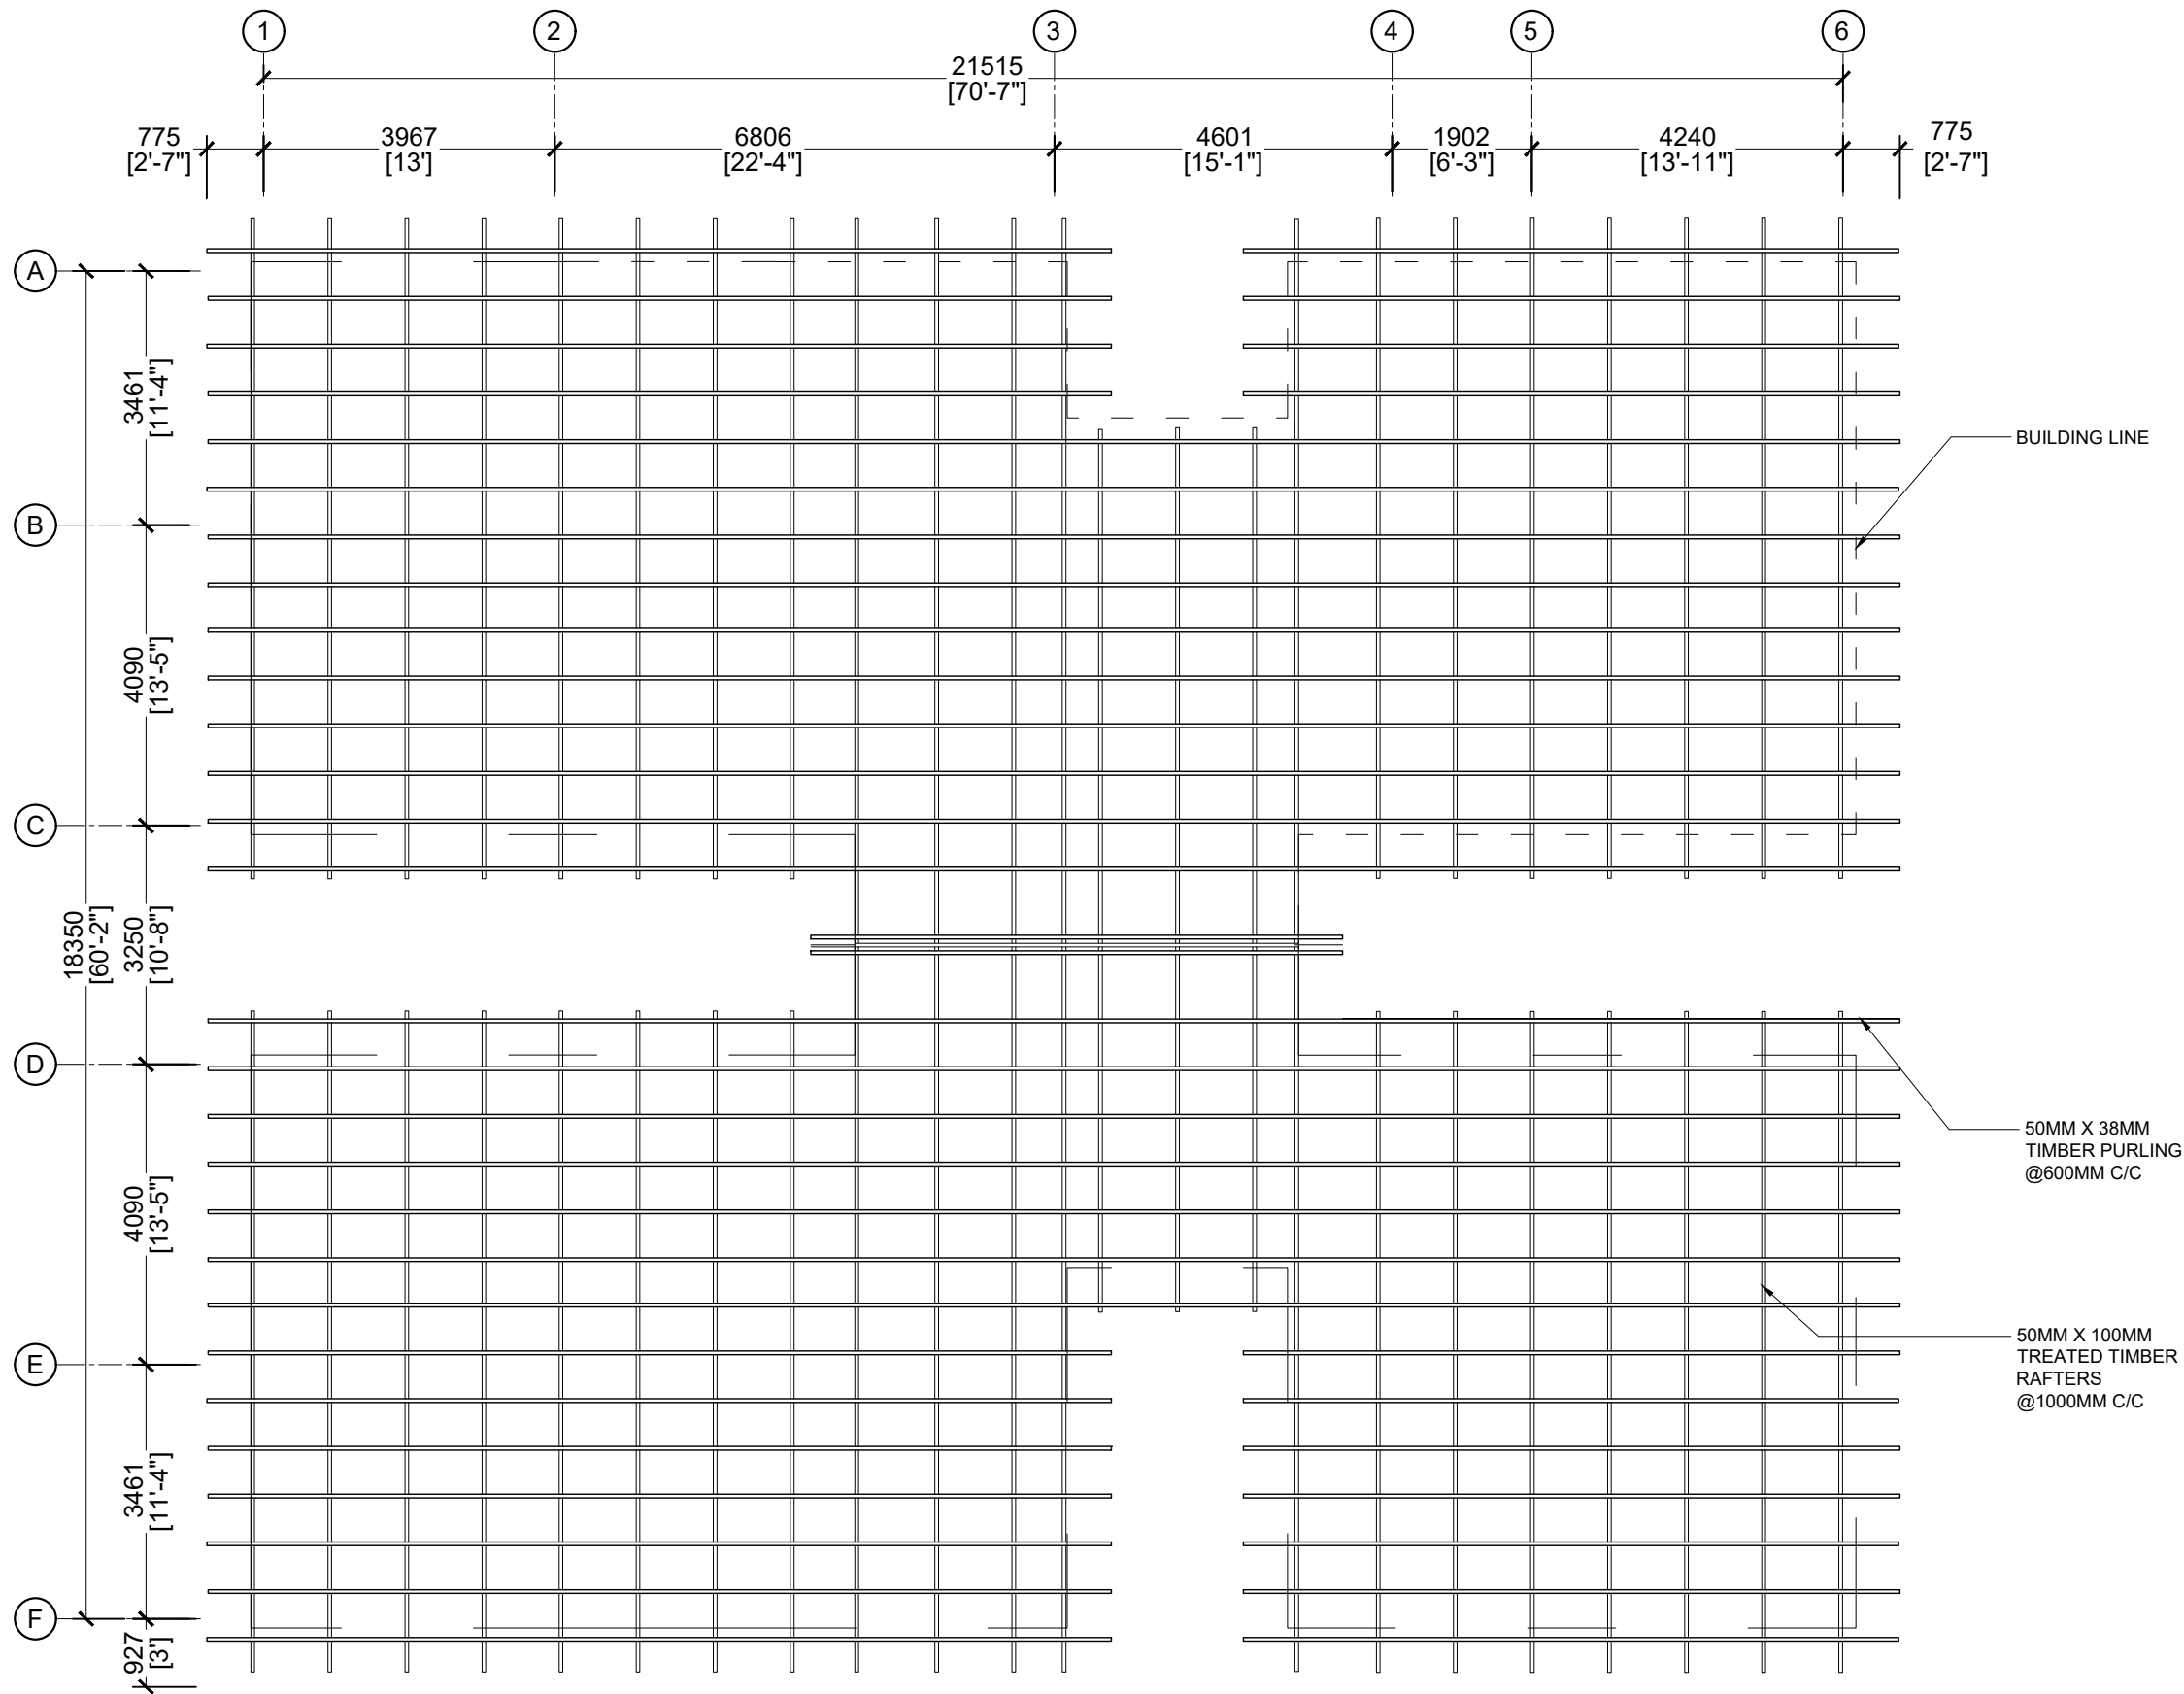 1
2
3
4
5
6
21515
[70'-7"]
775
[2'-7"]
3967
[13']
6806
[22'-4"]
4601
[15'-1"]
1902
[6'-3"]
4240
[13'-11"]
775
[2'-7"]
A
3461
[11'-4"]
BUILDING LINE
B
4090
[13'-5"]
C
18350
[60'-2"]
3250
[10'-8"]
D
50MM X 38MM
TIMBER PURLING
@600MM C/C
4090
[13'-5"]
50MM X 100MM
TREATED TIMBER
RAFTERS
@1000MM C/C
E
3461
[11'-4"]
F
927
[3']